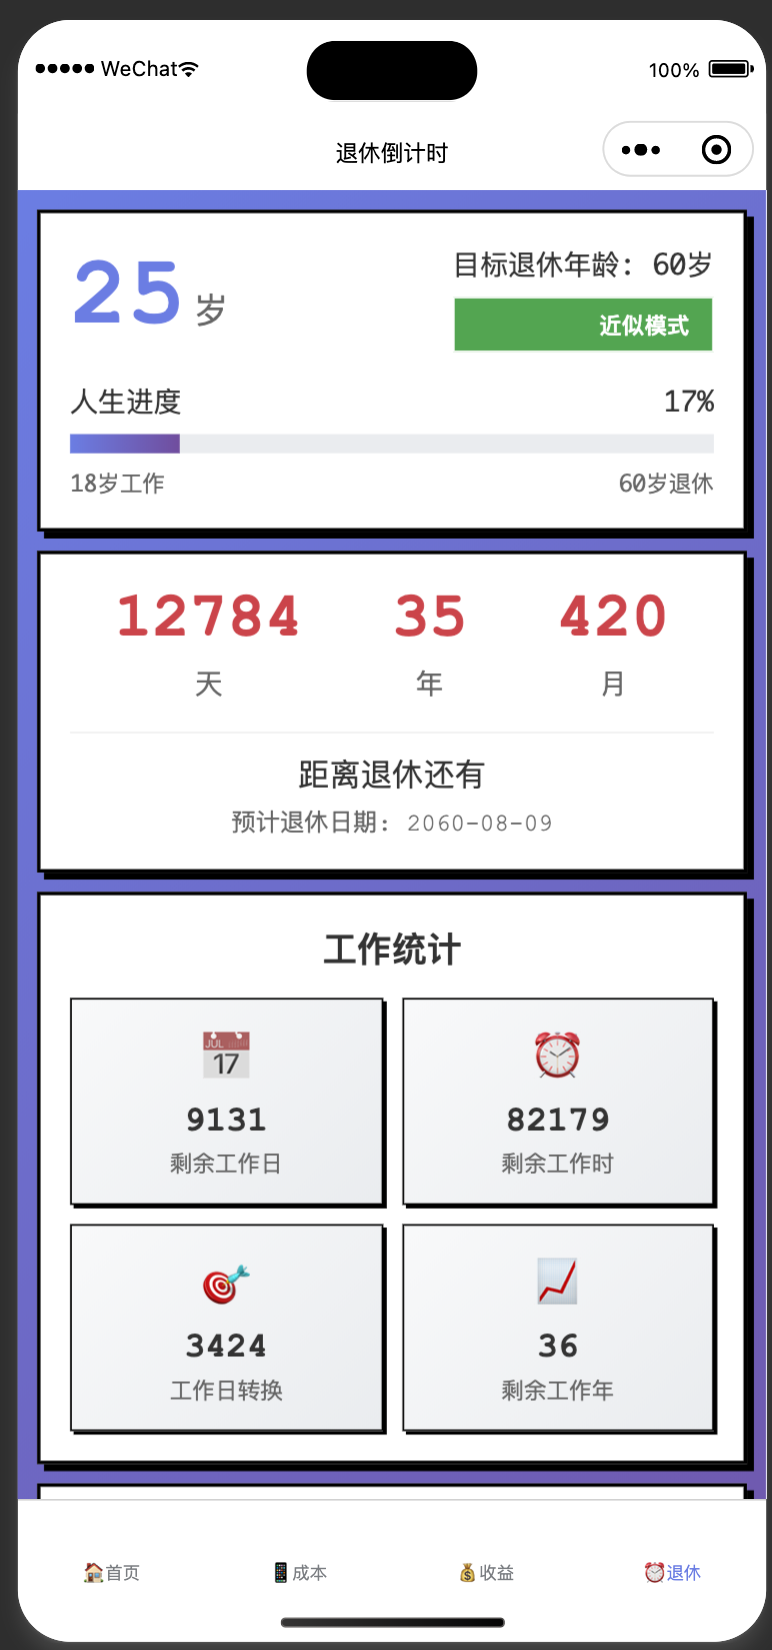 WeChat
100%
退休倒计时
25 岁
目标退休年龄: 60岁
近似模式
人生进度
17%
18岁工作
60岁退休
12784
天
35
年
420
月
距离退休还有
预计退休日期: 2060-08-09
工作统计
JUL
17
9131
剩余工作日
82179
剩余工作时
3424
工作日转换
36
剩余工作年
首页
成本
收益
退休